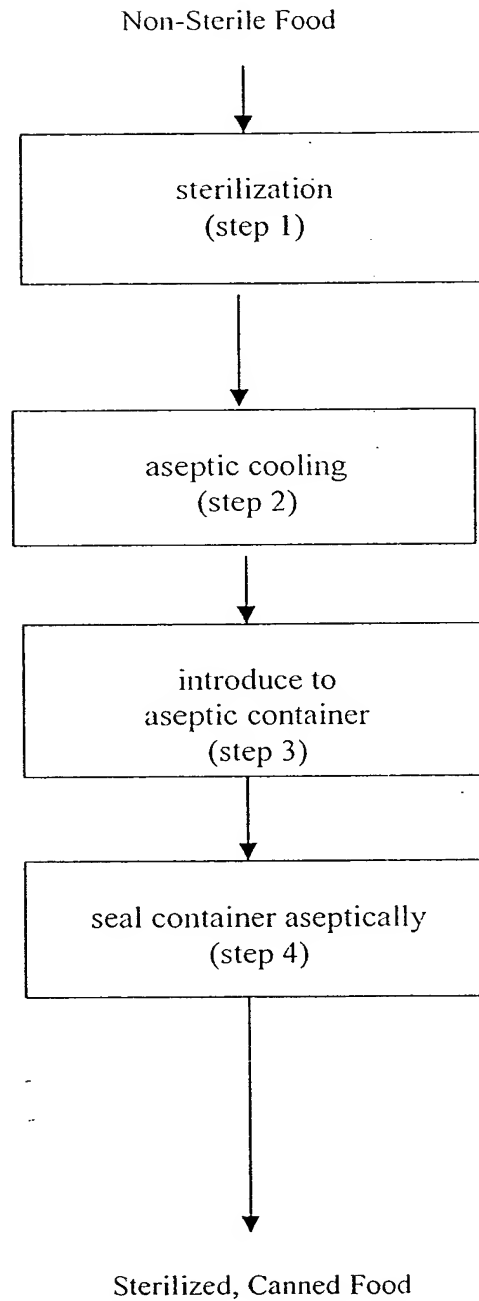 Non-Sterile Food
sterilization
(step 1)
aseptic cooling
(step 2)
introduce to
aseptic container
(step 3)
seal container aseptically
(step 4)
Sterilized, Canned Food